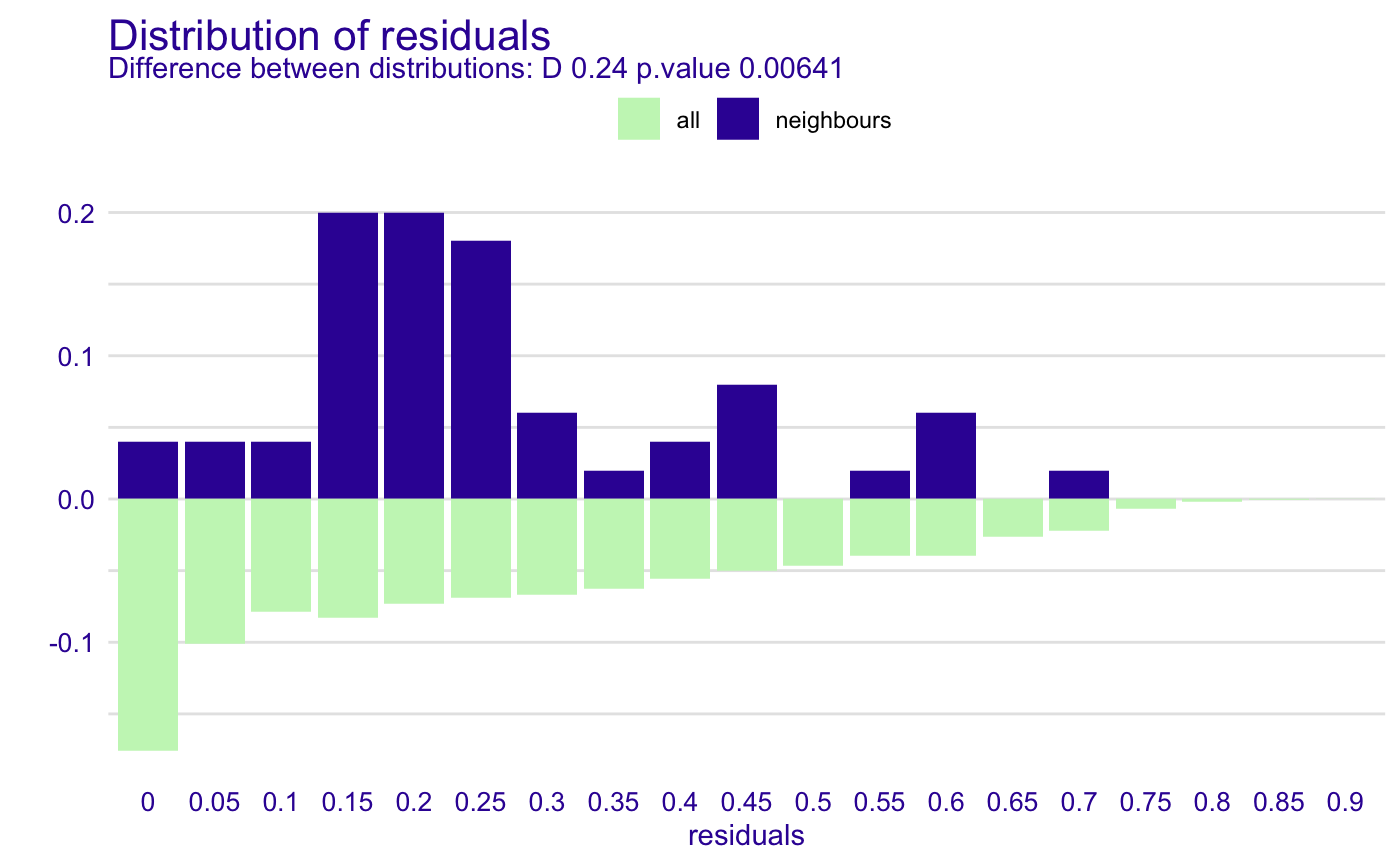 Distribution of residuals
Difference between distributions: D 0.24 p.value 0.00641
all neighbours
0.2
0.1
0.0
-0.1
0 0.05 0.1 0.15 0.2 0.25 0.3 0.35 0.4 0.45 0.5 0.55 0.6 0.65 0.7 0.75 0.8 0.85 0.9
residuals